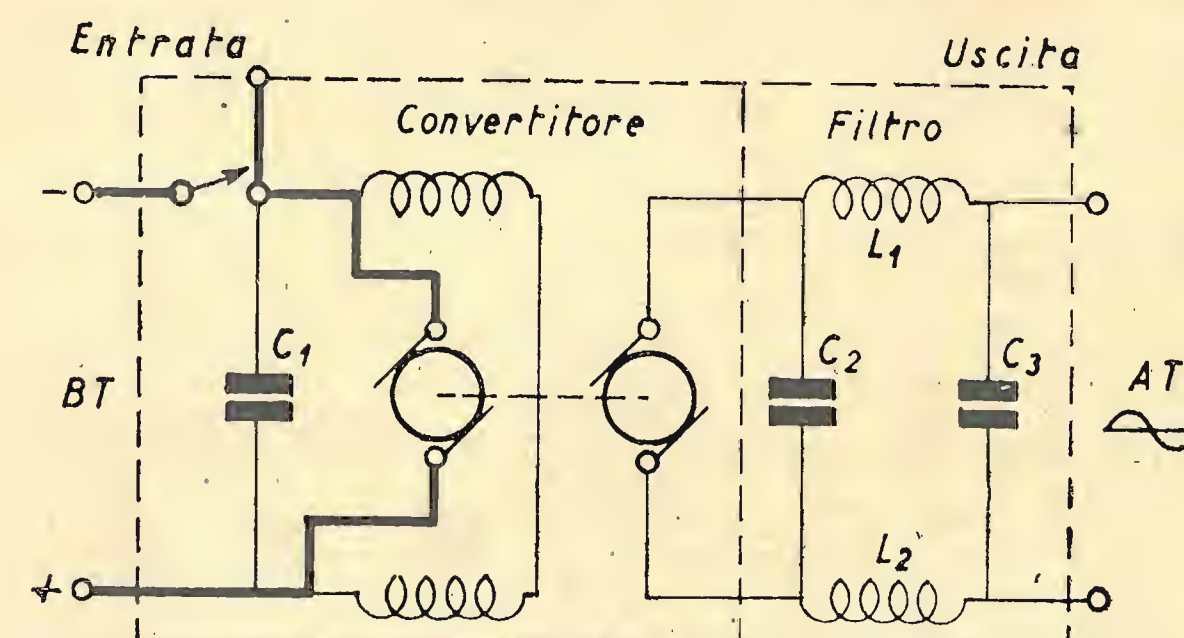 Entrata
Uscita
Convertitore
Filtro
-
L1
C1
C2
C3
BT
AT
L2
+